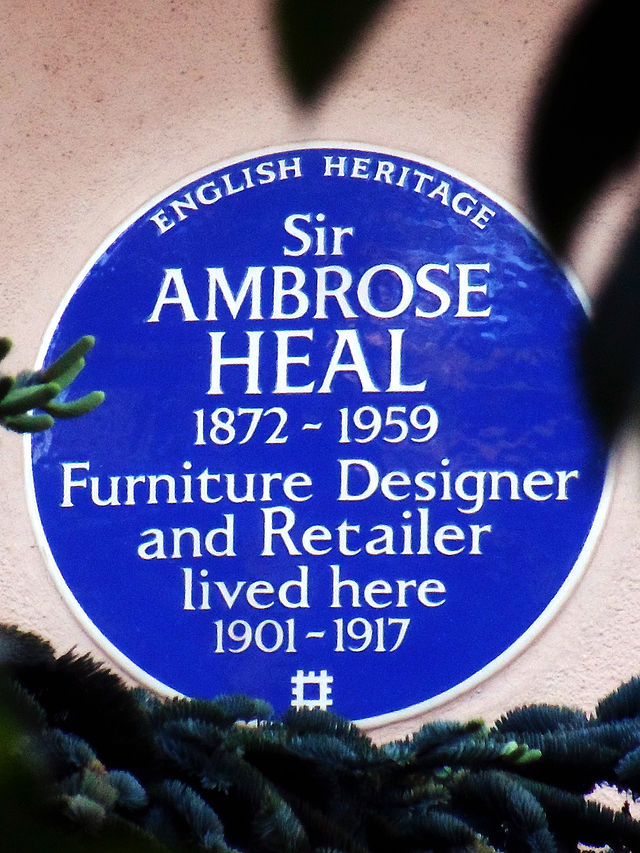 ENGLISH HERITAGE
Sir
AMBROSE
HEAL
1872 ~ 1959
Furniture Designer
and Retailer
lived here
1901 ~ 1917